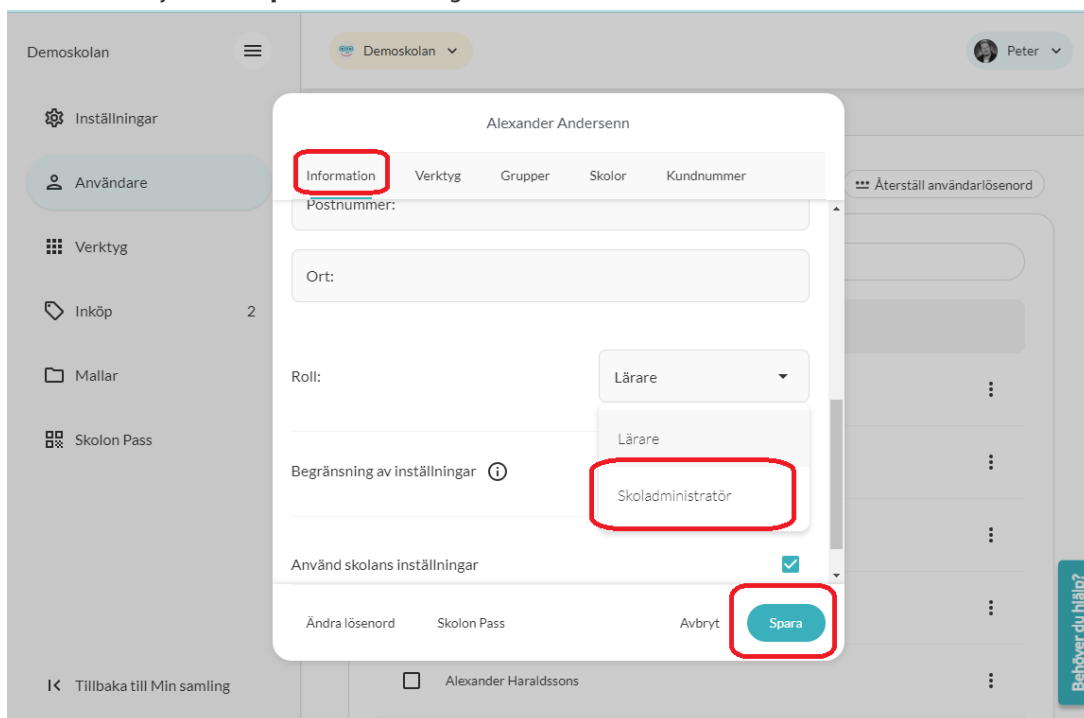 Demoskolan
Demoskolan
Peter
Inställningar
Användare
Verktyg
Inköp 2
Mallar
Skolon Pass
Tillbaka till Min samling
Återställ användarlösenord
Alexander Andersenn
Information Verktyg Grupper Skolor Kundnummer
Postnummer:
Ort:
Roll: Lärare
Lärare
Begränsning av inställningar
Skoladministratör
Använd skolans inställningar
Ändra lösenord Skolon Pass Avbryt Spara
Alexander Haraldssons
Behöver du hjälp?